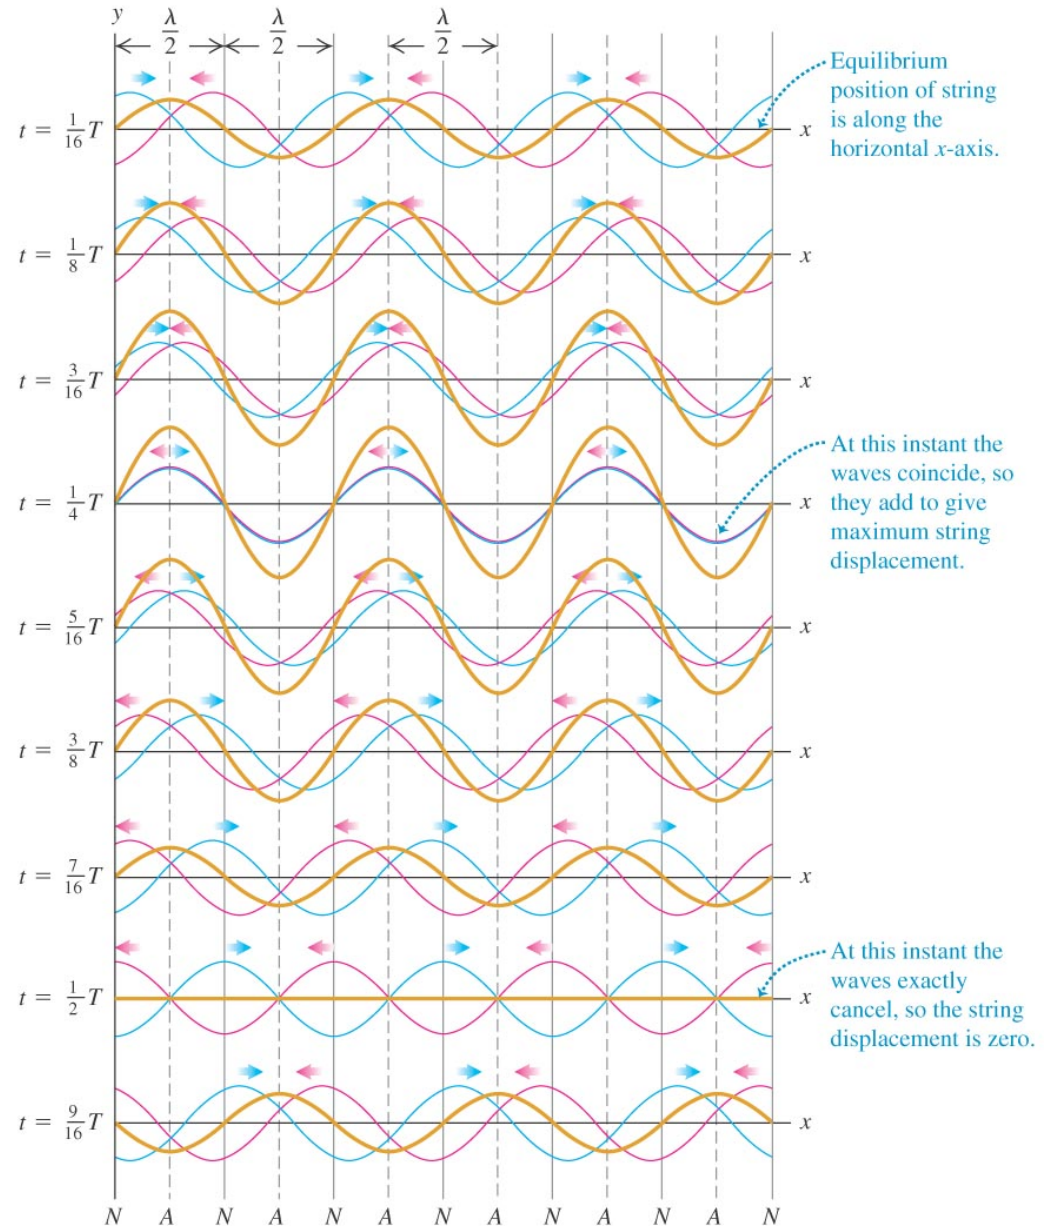 y
λ/2 λ/2 λ/2
t = 1/16 T x
Equilibrium
position of string
is along the
horizontal x-axis.
t = 1/8 T x
t = 3/16 T x
t = 1/4 T x
At this instant the
waves coincide, so
they add to give
maximum string
displacement.
t = 5/16 T x
t = 3/8 T x
t = 7/16 T x
t = 1/2 T x
At this instant the
waves exactly
cancel, so the string
displacement is zero.
t = 9/16 T x
N A N A N A N A N A N A N